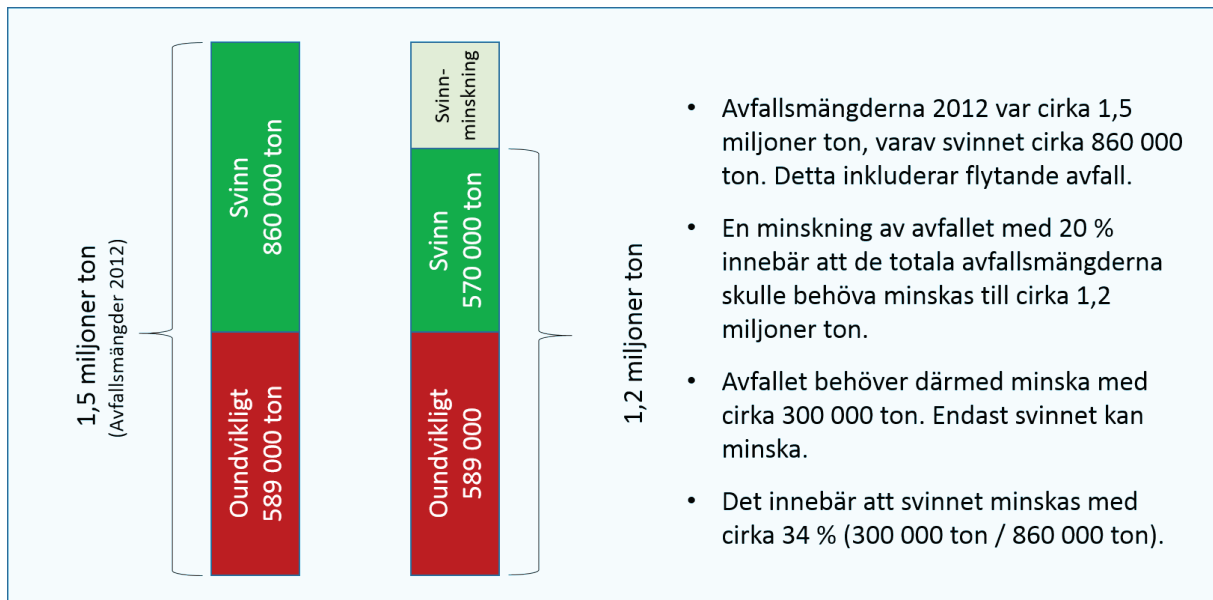 1,5 miljoner ton
(Avfallsmängder 2012)
Svinn
860 000 ton
Oundvikligt
589 000 ton
Svinn-
minskning
Svinn
570 000 ton
Oundvikligt
589 000
1,2 miljoner ton
• Avfallsmängderna 2012 var cirka 1,5
miljoner ton, varav svinnet cirka 860 000
ton. Detta inkluderar flytande avfall.
• En minskning av avfallet med 20 %
innebär att de totala avfallsmängderna
skulle behöva minskas till cirka 1,2
miljoner ton.
• Avfallet behöver därmed minska med
cirka 300 000 ton. Endast svinnet kan
minska.
• Det innebär att svinnet minskas med
cirka 34 % (300 000 ton / 860 000 ton).